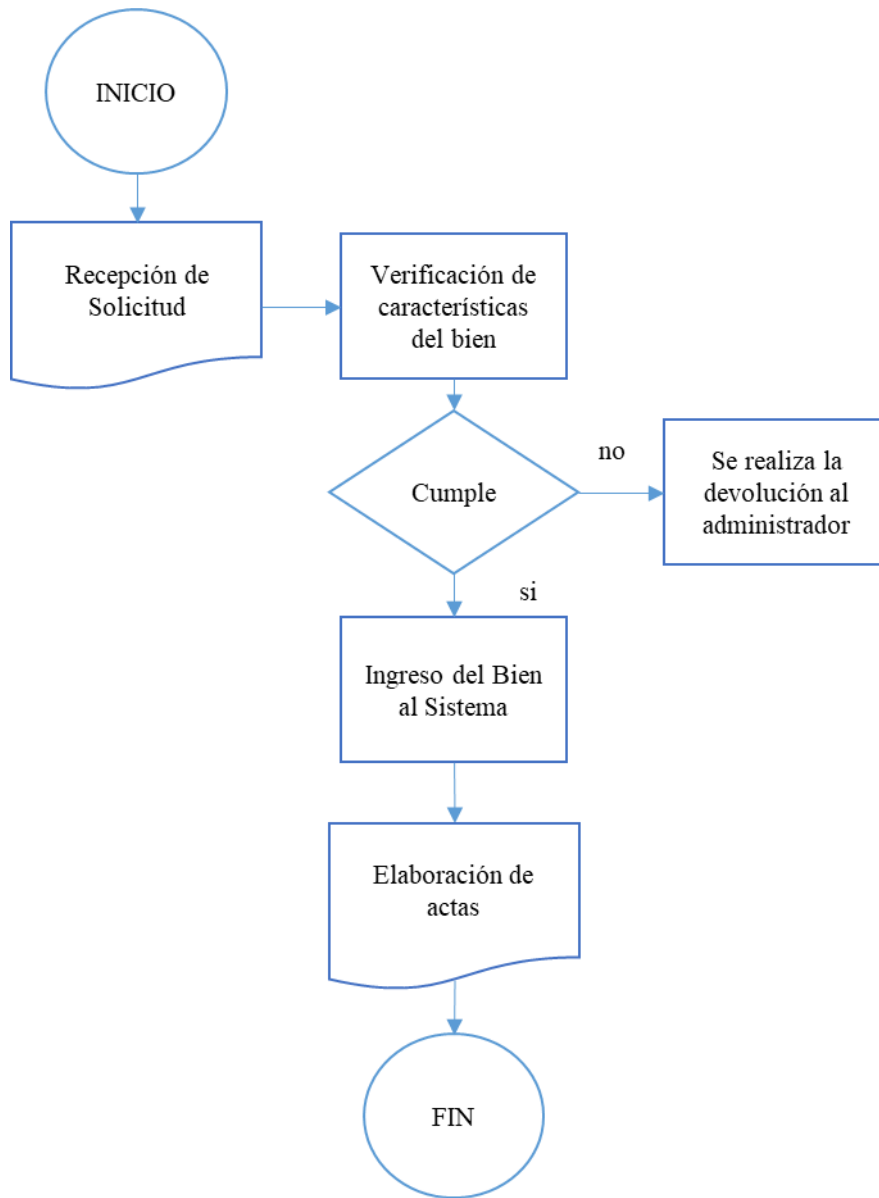 INICIO
Recepción de
Solicitud
Verificación de
características
del bien
Cumple
no
Se realiza la
devolución al
administrador
si
Ingreso del Bien
al Sistema
Elaboración de
actas
FIN